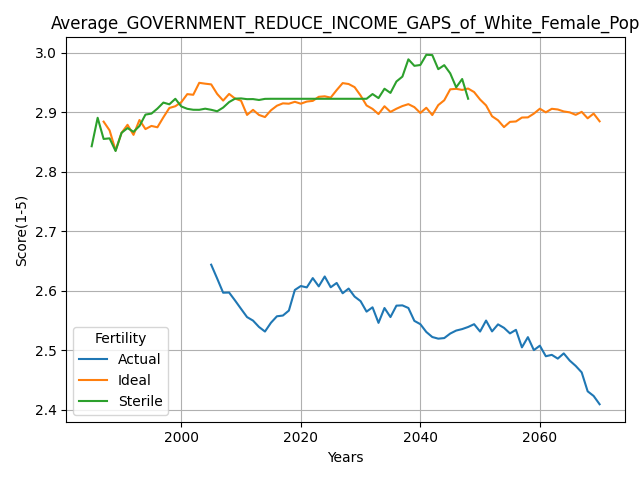 Average_GOVERNMENT_REDUCE_INCOME_GAPS_of_White_Female_Pop
3.0
2.9
2.8
2.7
2.6
2.5
2.4
Score(1-5)
Fertility
Actual
Ideal
Sterile
2000
2020
2040
2060
Years